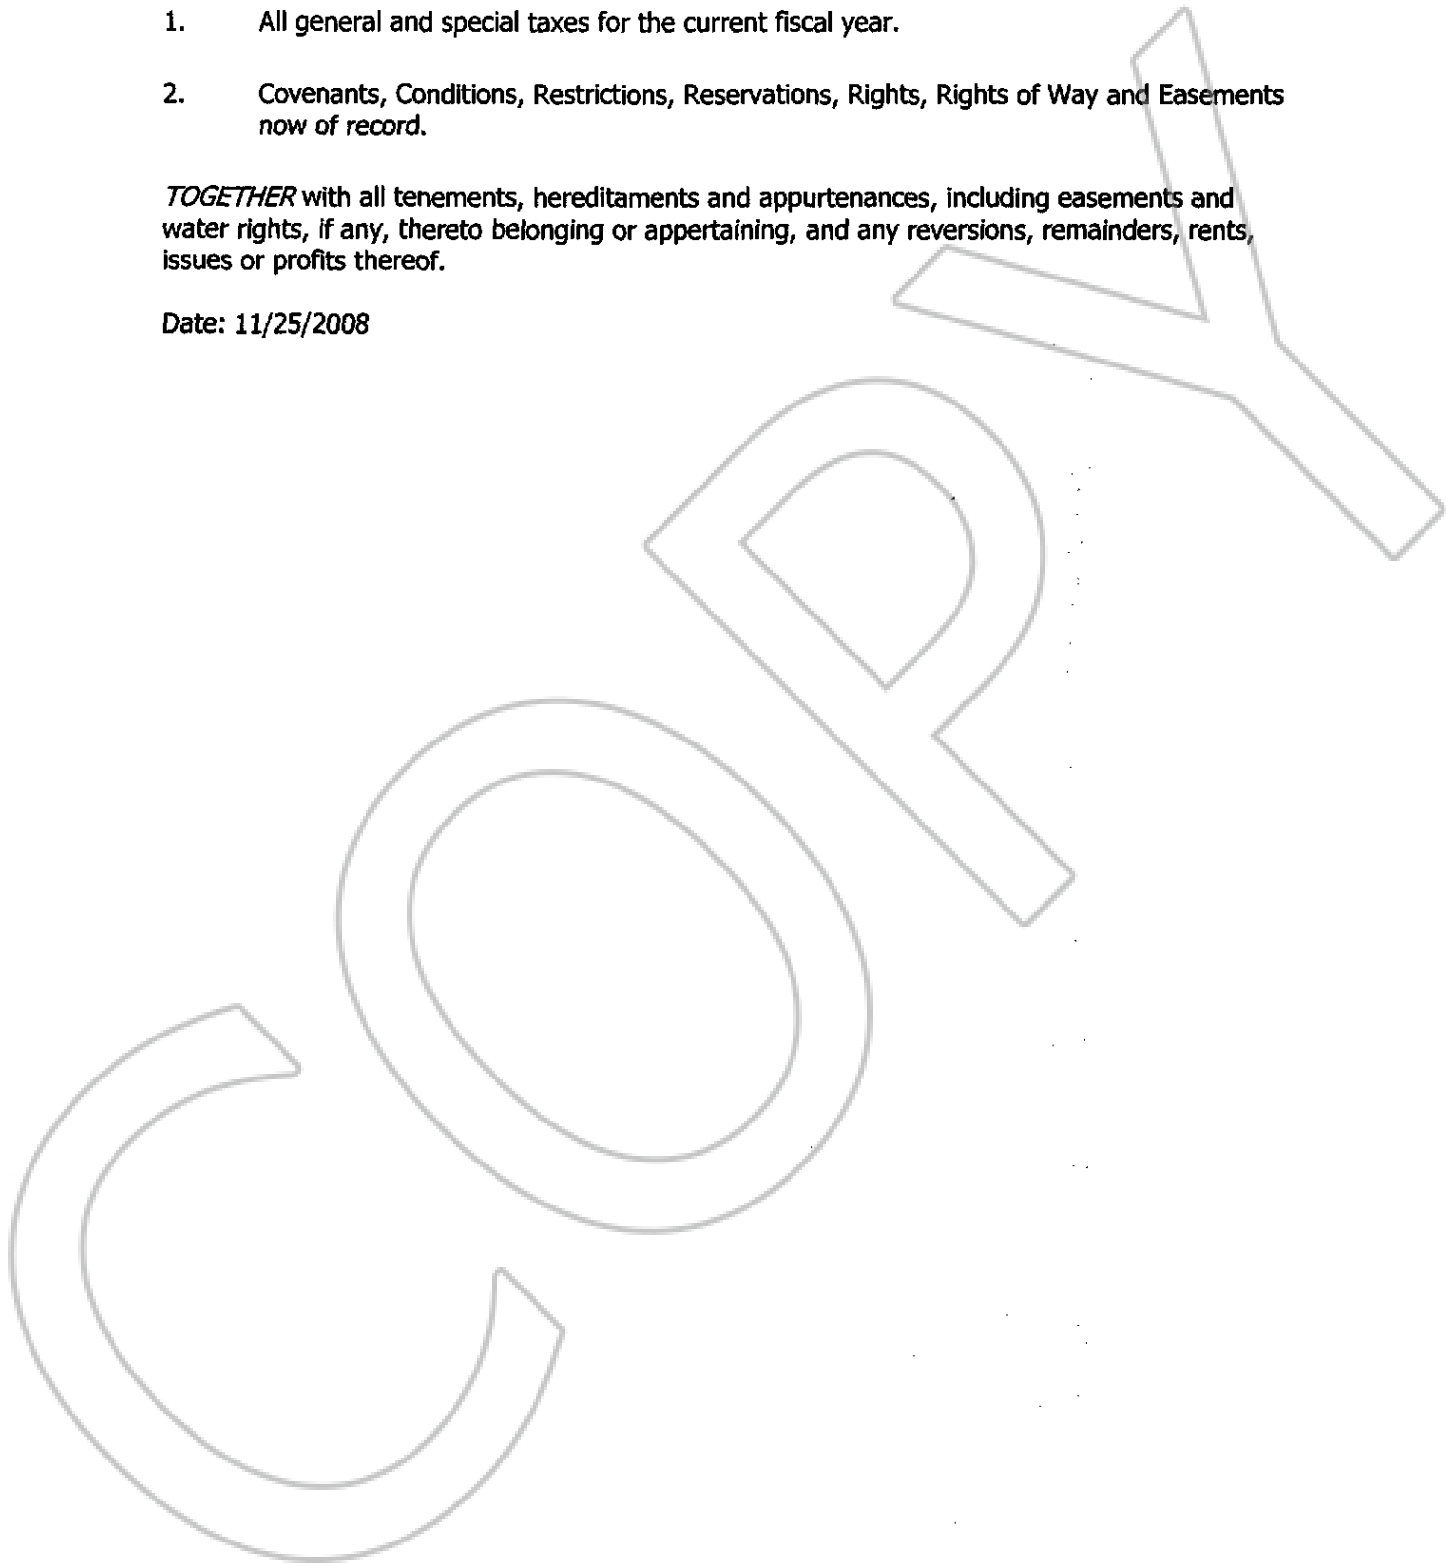 1. All general and special taxes for the current fiscal year.
2. Covenants, Conditions, Restrictions, Reservations, Rights, Rights of Way and Easements
now of record.
TOGETHER with all tenements, hereditaments and appurtenances, including easements and
water rights, if any, thereto belonging or appertaining, and any reversions, remainders, rents,
issues or profits thereof.
Date: 11/25/2008
COPY